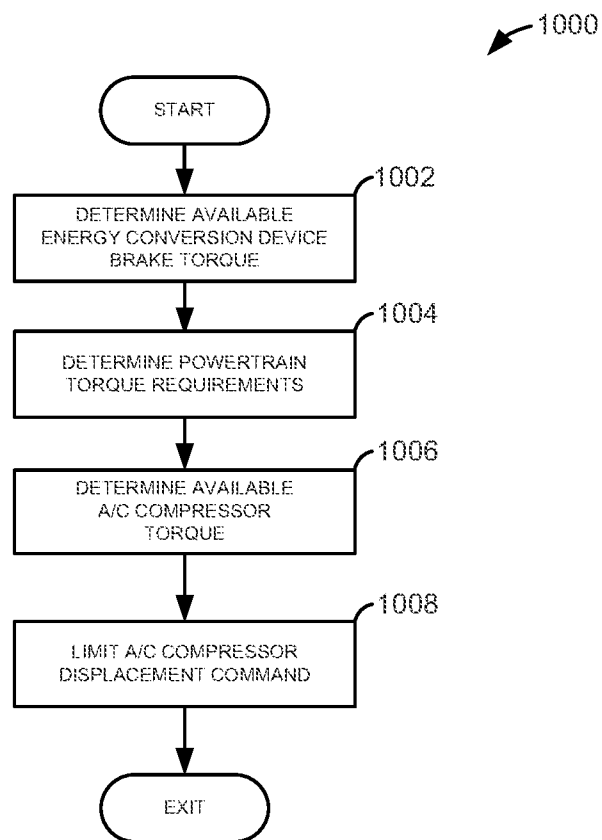 1000
START
1002
DETERMINE AVAILABLE
ENERGY CONVERSION DEVICE
BRAKE TORQUE
1004
DETERMINE POWERTRAIN
TORQUE REQUIREMENTS
1006
DETERMINE AVAILABLE
A/C COMPRESSOR
TORQUE
1008
LIMIT A/C COMPRESSOR
DISPLACEMENT COMMAND
EXIT